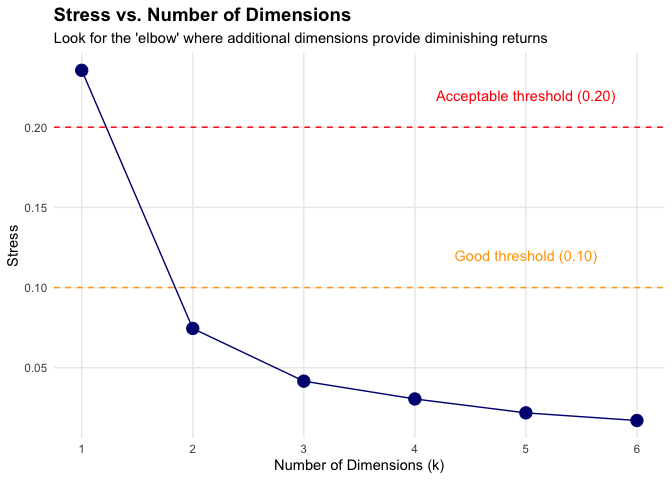 Stress vs. Number of Dimensions
Look for the 'elbow' where additional dimensions provide diminishing returns
Acceptable threshold (0.20)
0.20
0.15
Stress
Good threshold (0.10)
0.10
0.05
1 2 3 4 5 6
Number of Dimensions (k)